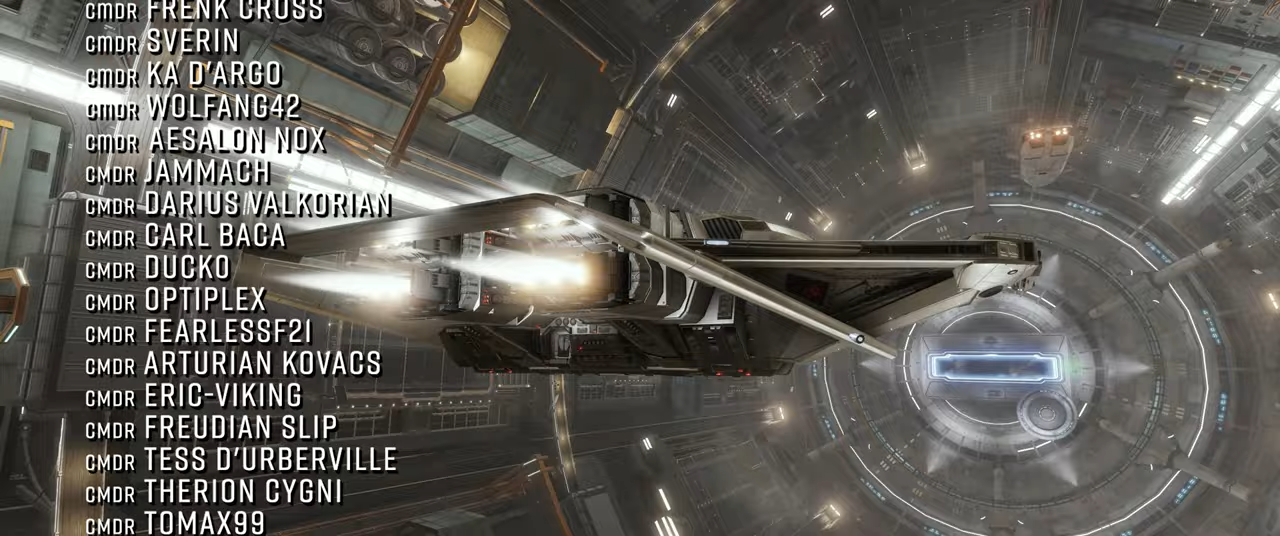 CMDR FRENK CROSS
CMDR SVERIN
CMDR KA D'ARGO
CMDR WOLFANG42
CMDR AESALON NOX
CMDR JAMMACH
CMDR DARIUS VALKORIAN
CMDR CARL BACA
CMDR DUCKO
CMDR OPTIPLEX
CMDR FEARLESSF21
CMDR ARTURIAN KOVACS
CMDR ERIC-VIKING
CMDR FREUDIAN SLIP
CMDR TESS D'URBERVILLE
CMDR THERION CYGNI
CMDR TOMAX99